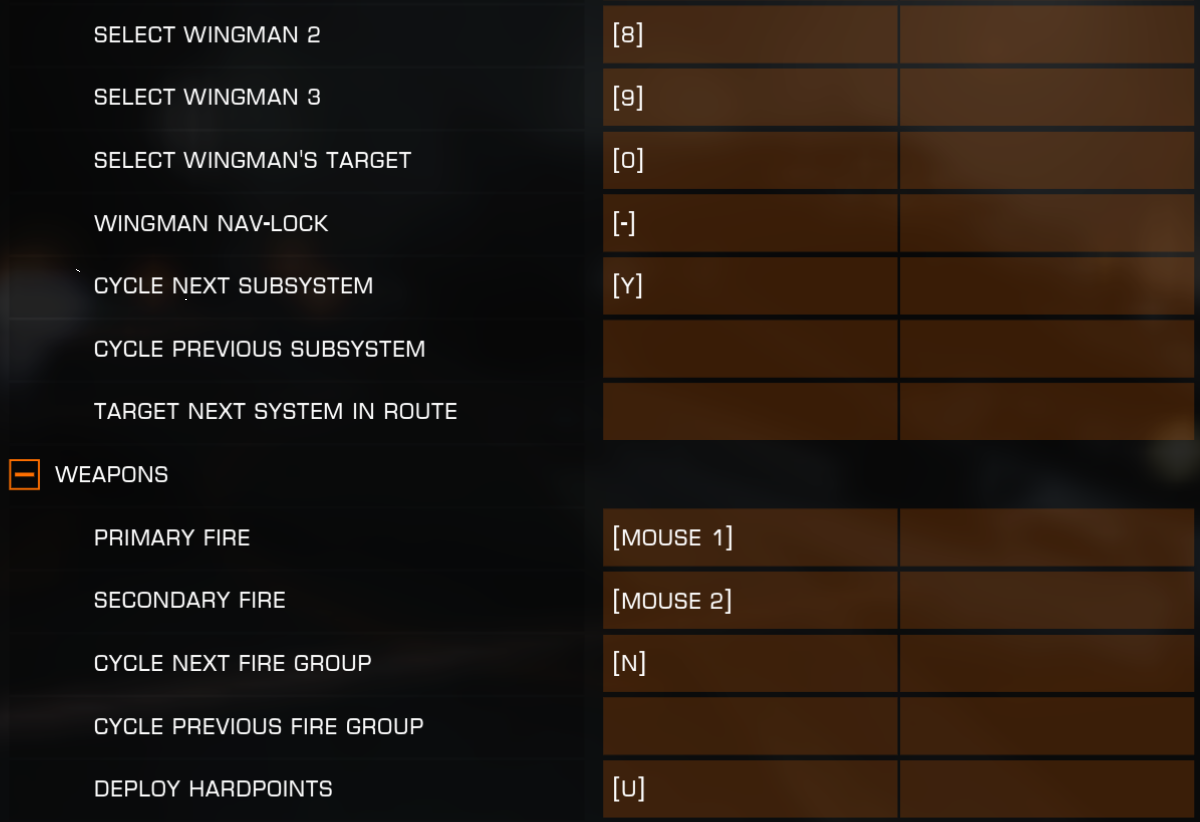 SELECT WINGMAN 2 [8]
SELECT WINGMAN 3 [9]
SELECT WINGMAN'S TARGET [0]
WINGMAN NAV-LOCK [-]
CYCLE NEXT SUBSYSTEM [Y]
CYCLE PREVIOUS SUBSYSTEM
TARGET NEXT SYSTEM IN ROUTE
WEAPONS
PRIMARY FIRE [MOUSE 1]
SECONDARY FIRE [MOUSE 2]
CYCLE NEXT FIRE GROUP [N]
CYCLE PREVIOUS FIRE GROUP
DEPLOY HARDPOINTS [U]